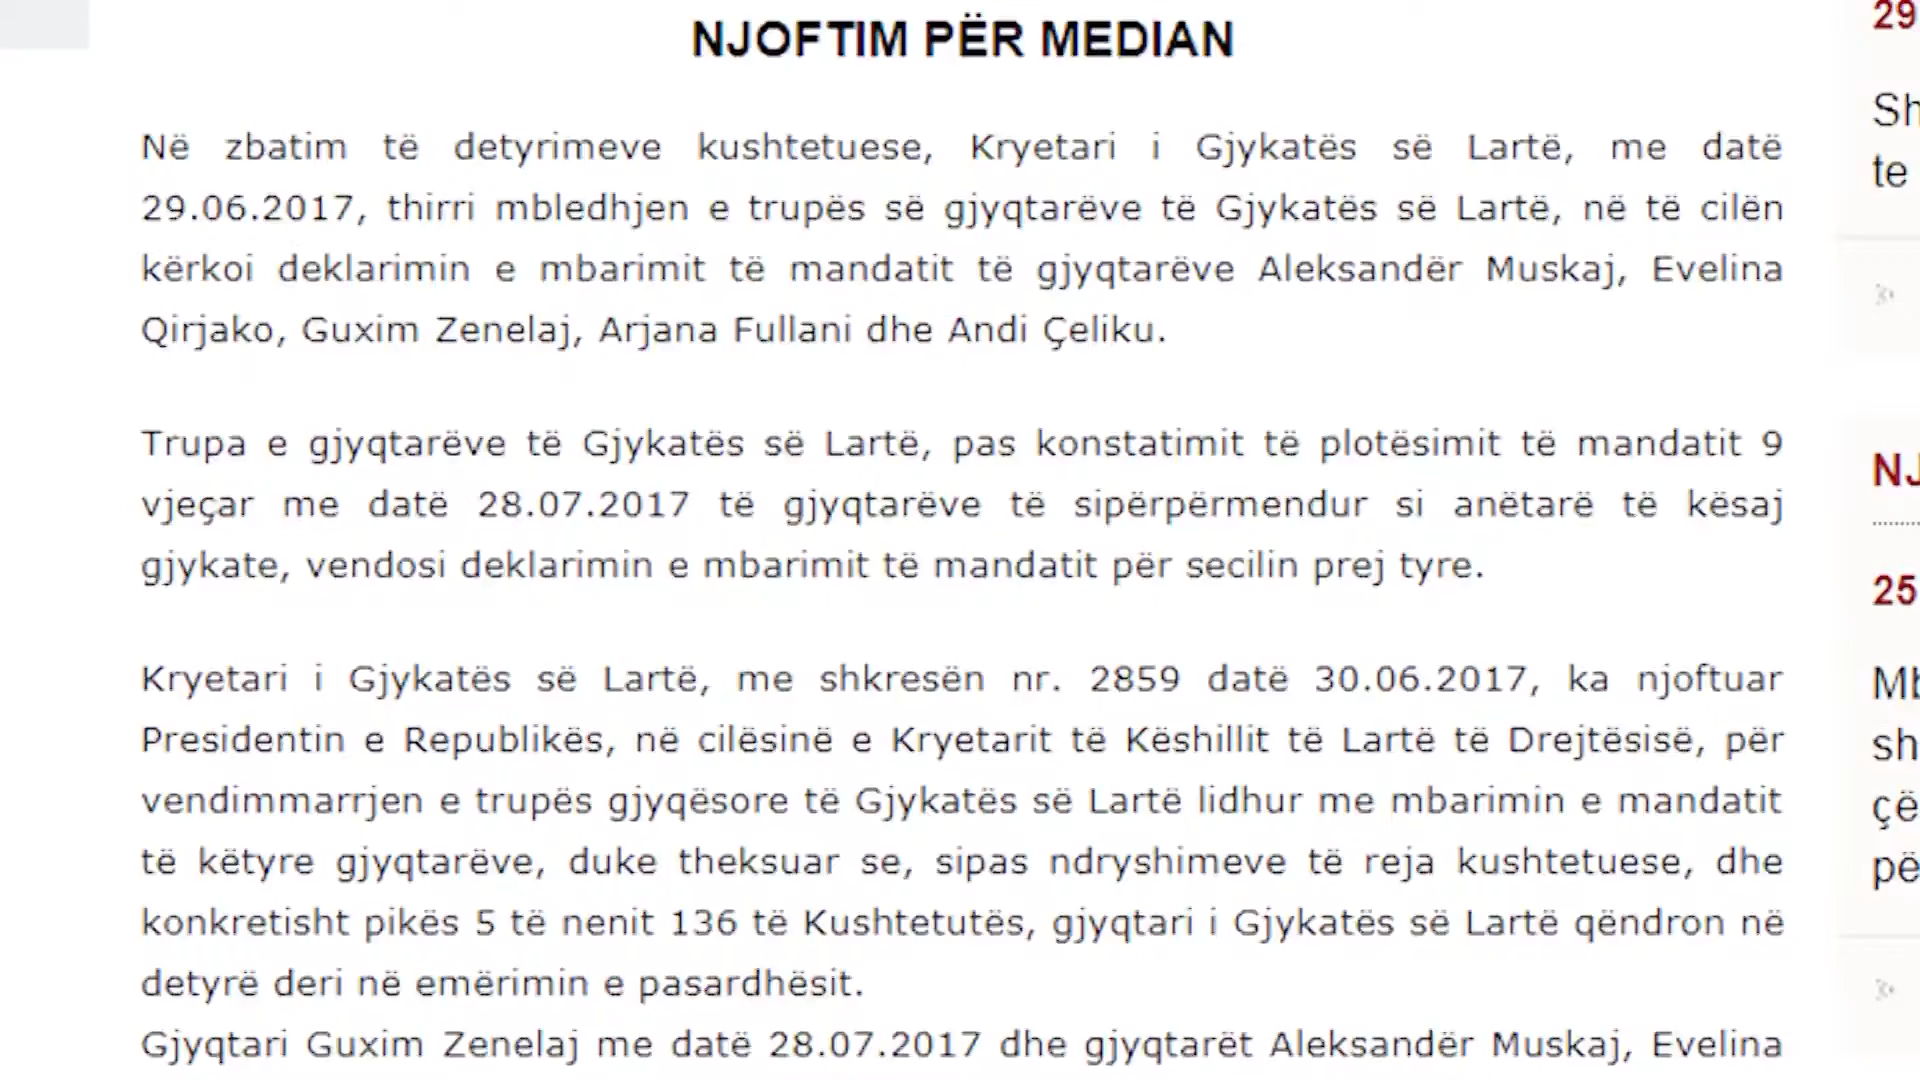 NJOFTIM PËR MEDIAN
Në zbatim të detyrimeve kushtetuese, Kryetari i Gjykatës së Lartë, me datë
29.06.2017, thirri mbledhjen e trupës së gjyqtarëve të Gjykatës së Lartë, në të cilën
kërkoi deklarimin e mbarimit të mandatit të gjyqtarëve Aleksandër Muskaj, Evelina
Qirjako, Guxim Zenelaj, Arjana Fullani dhe Andi Çeliku.
Trupa e gjyqtarëve të Gjykatës së Lartë, pas konstatimit të plotësimit të mandatit 9
vjeçar me datë 28.07.2017 të gjyqtarëve të sipërpërmendur si anëtarë të kësaj
gjykate, vendosi deklarimin e mbarimit të mandatit për secilin prej tyre.
Kryetari i Gjykatës së Lartë, me shkresën nr. 2859 datë 30.06.2017, ka njoftuar
Presidentin e Republikës, në cilësinë e Kryetarit të Këshillit të Lartë të Drejtësisë, për
vendimmarrjen e trupës gjyqësore të Gjykatës së Lartë lidhur me mbarimin e mandatit
të këtyre gjyqtarëve, duke theksuar se, sipas ndryshimeve të reja kushtetuese, dhe
konkretisht pikës 5 të nenit 136 të Kushtetutës, gjyqtari i Gjykatës së Lartë qëndron në
detyrë deri në emërimin e pasardhësit.
Gjyqtari Guxim Zenelaj me datë 28.07.2017 dhe gjyqtarët Aleksandër Muskaj, Evelina
29
Sh
te
NJ
25
Mb
sh
çë
pë